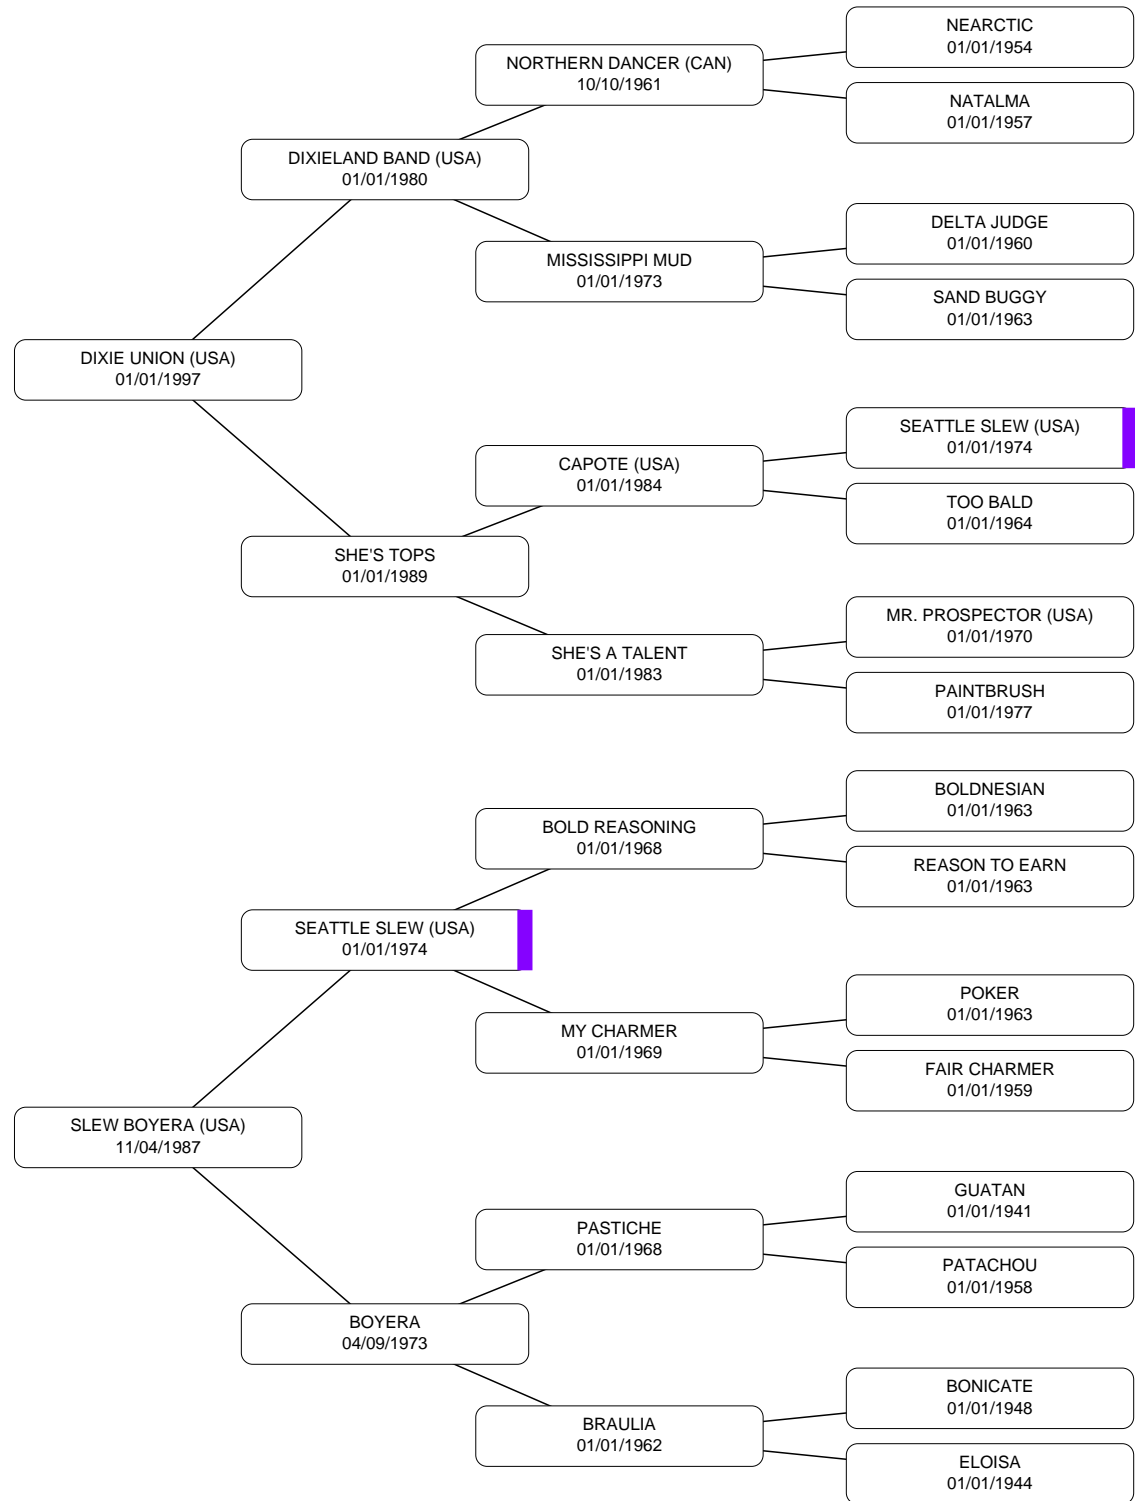 NEARCTIC
01/01/1954
NORTHERN DANCER (CAN)
10/10/1961
NATALMA
01/01/1957
DIXIELAND BAND (USA)
01/01/1980
DELTA JUDGE
01/01/1960
MISSISSIPPI MUD
01/01/1973
SAND BUGGY
01/01/1963
DIXIE UNION (USA)
01/01/1997
SEATTLE SLEW (USA)
01/01/1974
CAPOTE (USA)
01/01/1984
TOO BALD
01/01/1964
SHE'S TOPS
01/01/1989
MR. PROSPECTOR (USA)
01/01/1970
SHE'S A TALENT
01/01/1983
PAINTBRUSH
01/01/1977
BOLDNESIAN
01/01/1963
BOLD REASONING
01/01/1968
REASON TO EARN
01/01/1963
SEATTLE SLEW (USA)
01/01/1974
POKER
01/01/1963
MY CHARMER
01/01/1969
FAIR CHARMER
01/01/1959
SLEW BOYERA (USA)
11/04/1987
GUATAN
01/01/1941
PASTICHE
01/01/1968
PATACHOU
01/01/1958
BOYERA
04/09/1973
BONICATE
01/01/1948
BRAULIA
01/01/1962
ELOISA
01/01/1944